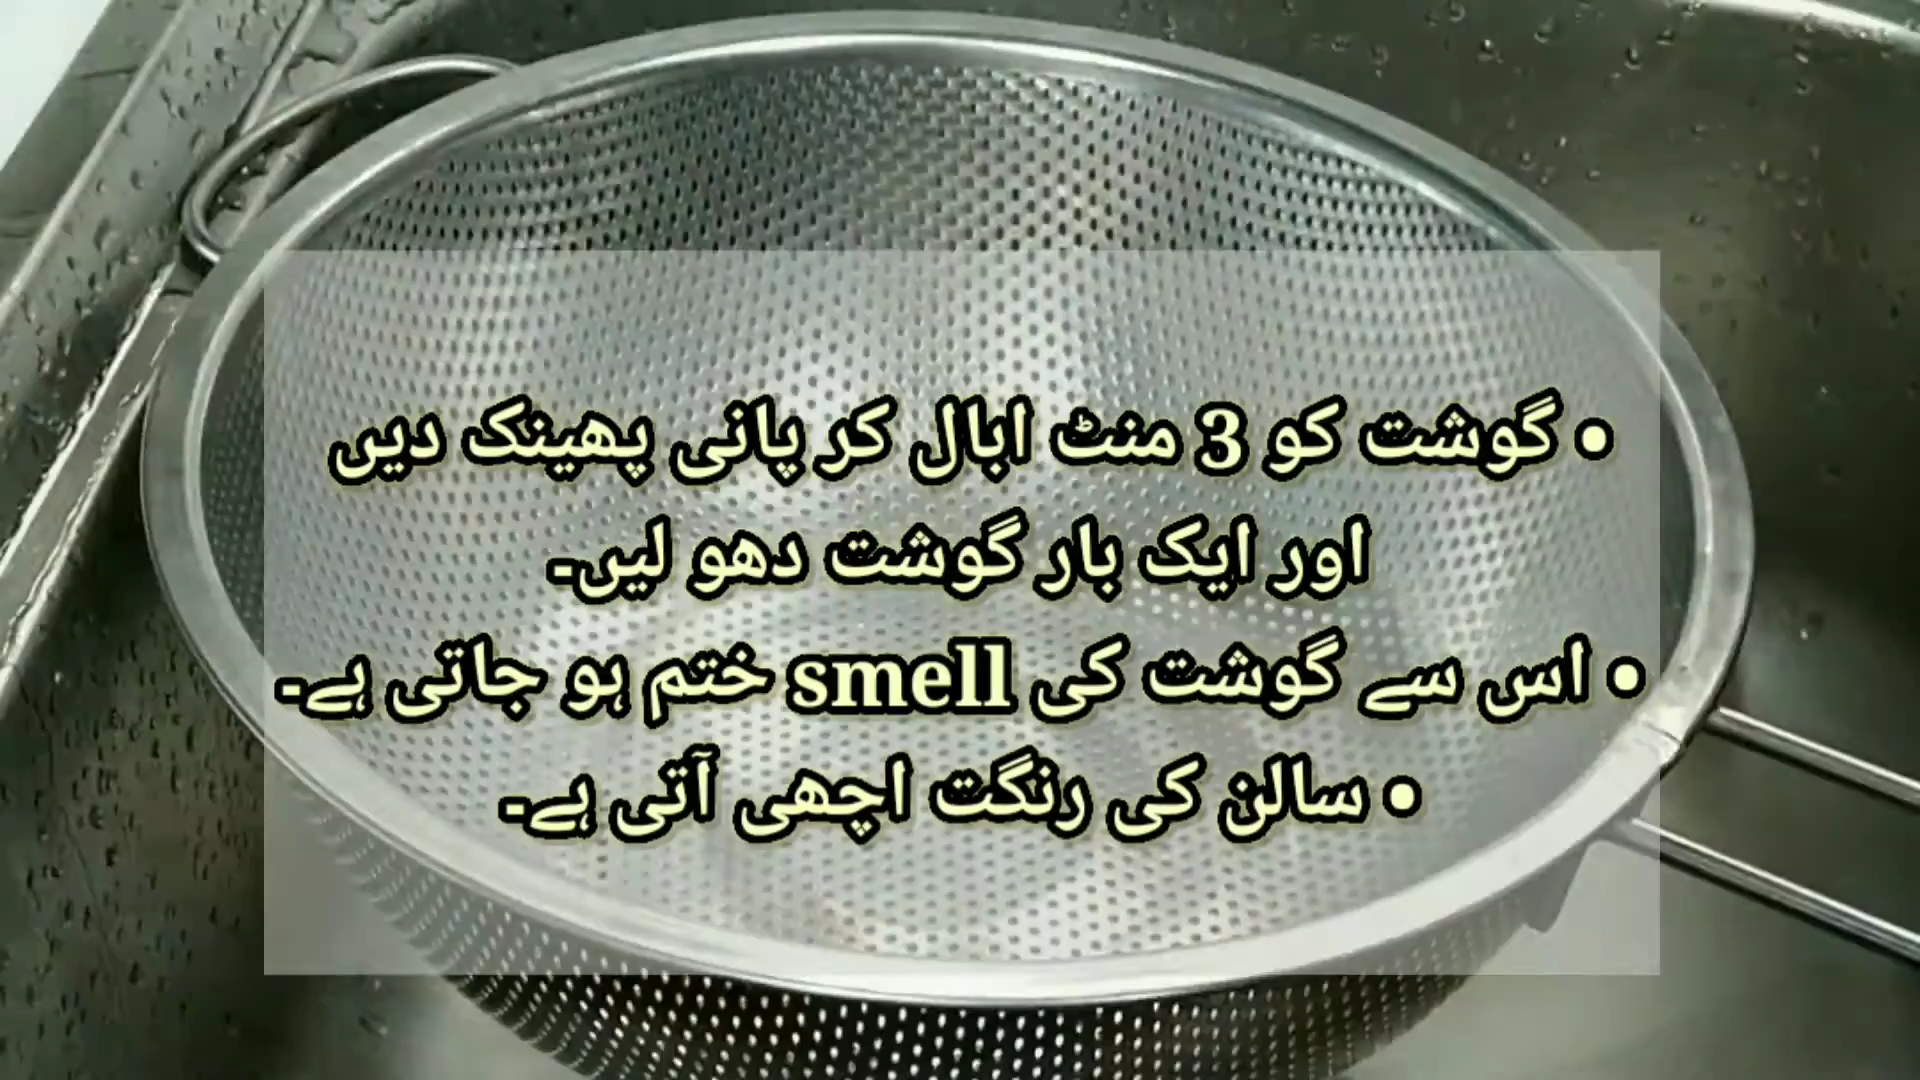 • گوشت کو 3 منٹ ابال کر پانی پھینک دیں
اور ایک بار گوشت دھو لیں۔
• اس سے گوشت کی smell ختم ہو جاتی ہے۔
• سالن کی رنگت اچھی آتی ہے۔